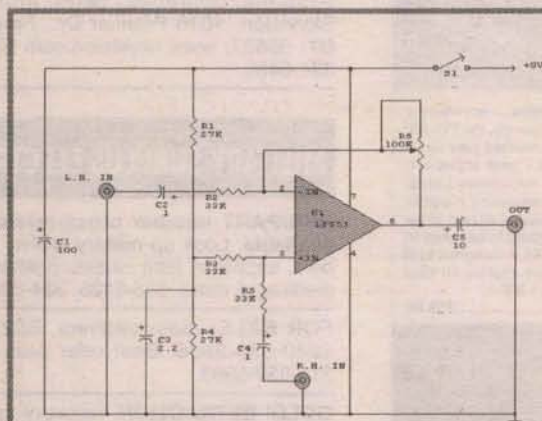 S1
+9V
R1
27K
R6
100K
L.H. IN
C2
1
R2
22K
2
-IN
7
6
C5
10
OUT
C1
100
R3
22K
3
+IN
4
R5
22K
C3
2.2
R4
27K
C4
1
R.H. IN